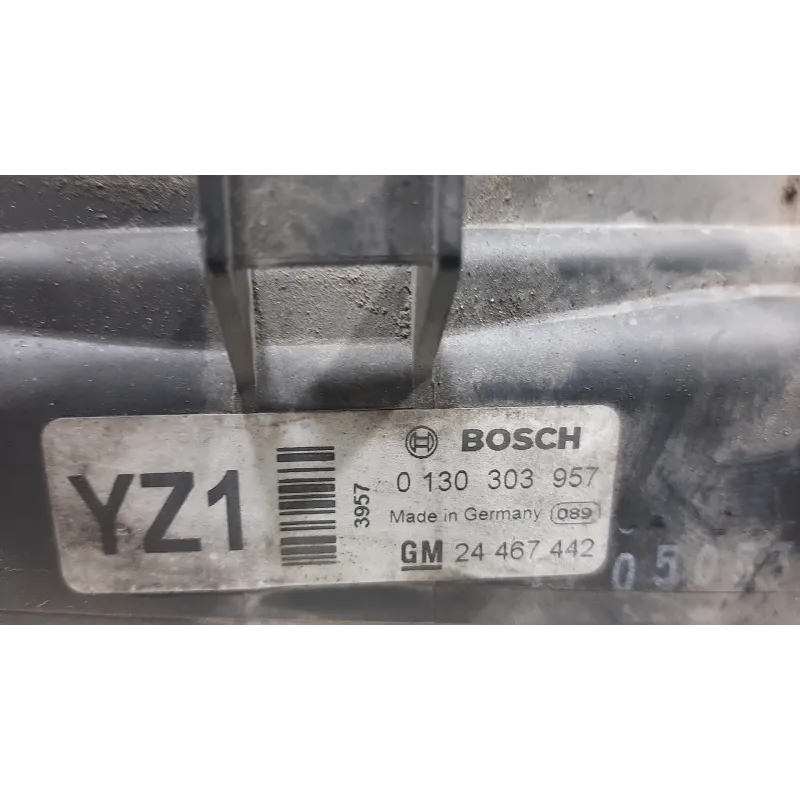 YZ1
3957
BOSCH
0 130 303 957
Made in Germany 089
GM 24 467 442